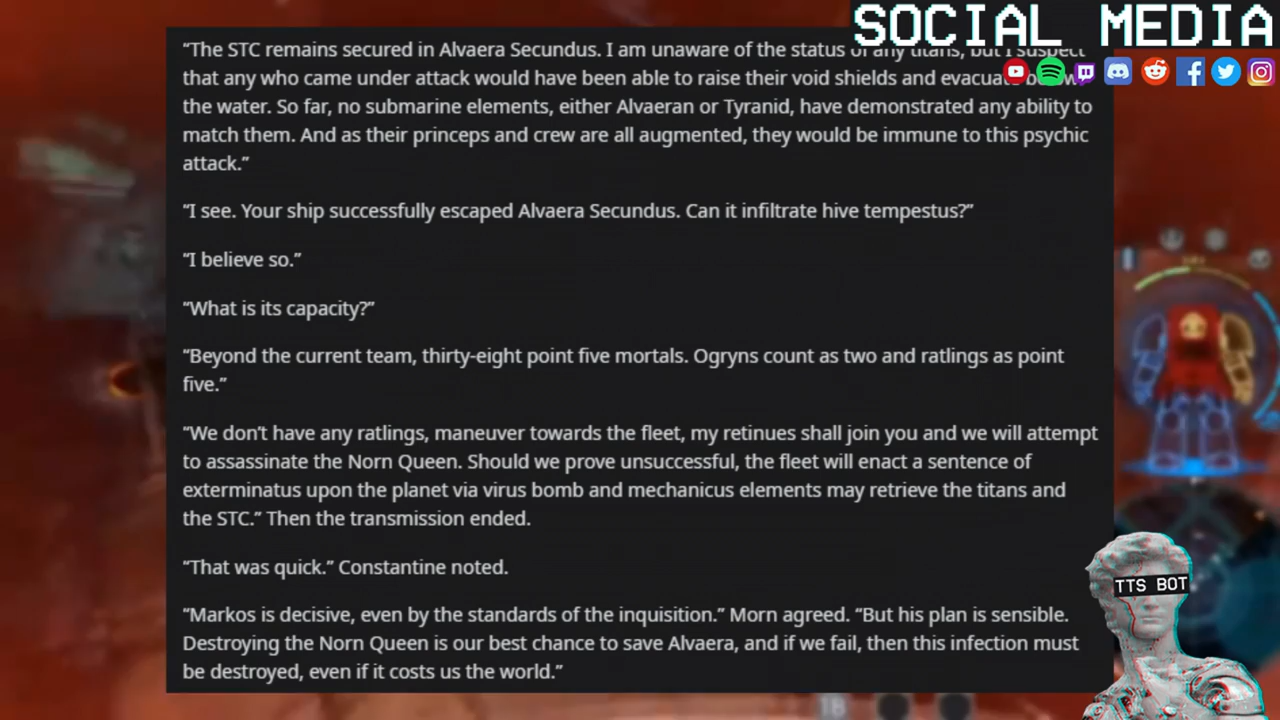 SOCIAL MEDIA
“The STC remains secured in Alvaera Secundus. I am unaware of the status of any titans, but I suspect
that any who came under attack would have been able to raise their void shields and evacuate
the water. So far, no submarine elements, either Alvaeran or Tyranid, have demonstrated any ability to
match them. And as their princeps and crew are all augmented, they would be immune to this psychic
attack.”
“I see. Your ship successfully escaped Alvaera Secundus. Can it infiltrate hive tempestus?”
“I believe so.”
“What is its capacity?”
“Beyond the current team, thirty-eight point five mortals. Ogryns count as two and ratlings as point
five.”
“We don’t have any ratlings, maneuver towards the fleet, my retinues shall join you and we will attempt
to assassinate the Norn Queen. Should we prove unsuccessful, the fleet will enact a sentence of
exterminatus upon the planet via virus bomb and mechanicus elements may retrieve the titans and
the STC.” Then the transmission ended.
“That was quick.” Constantine noted.
“Markos is decisive, even by the standards of the inquisition.” Morn agreed. “But his plan is sensible.
Destroying the Norn Queen is our best chance to save Alvaera, and if we fail, then this infection must
be destroyed, even if it costs us the world.”
TTS BOT
18